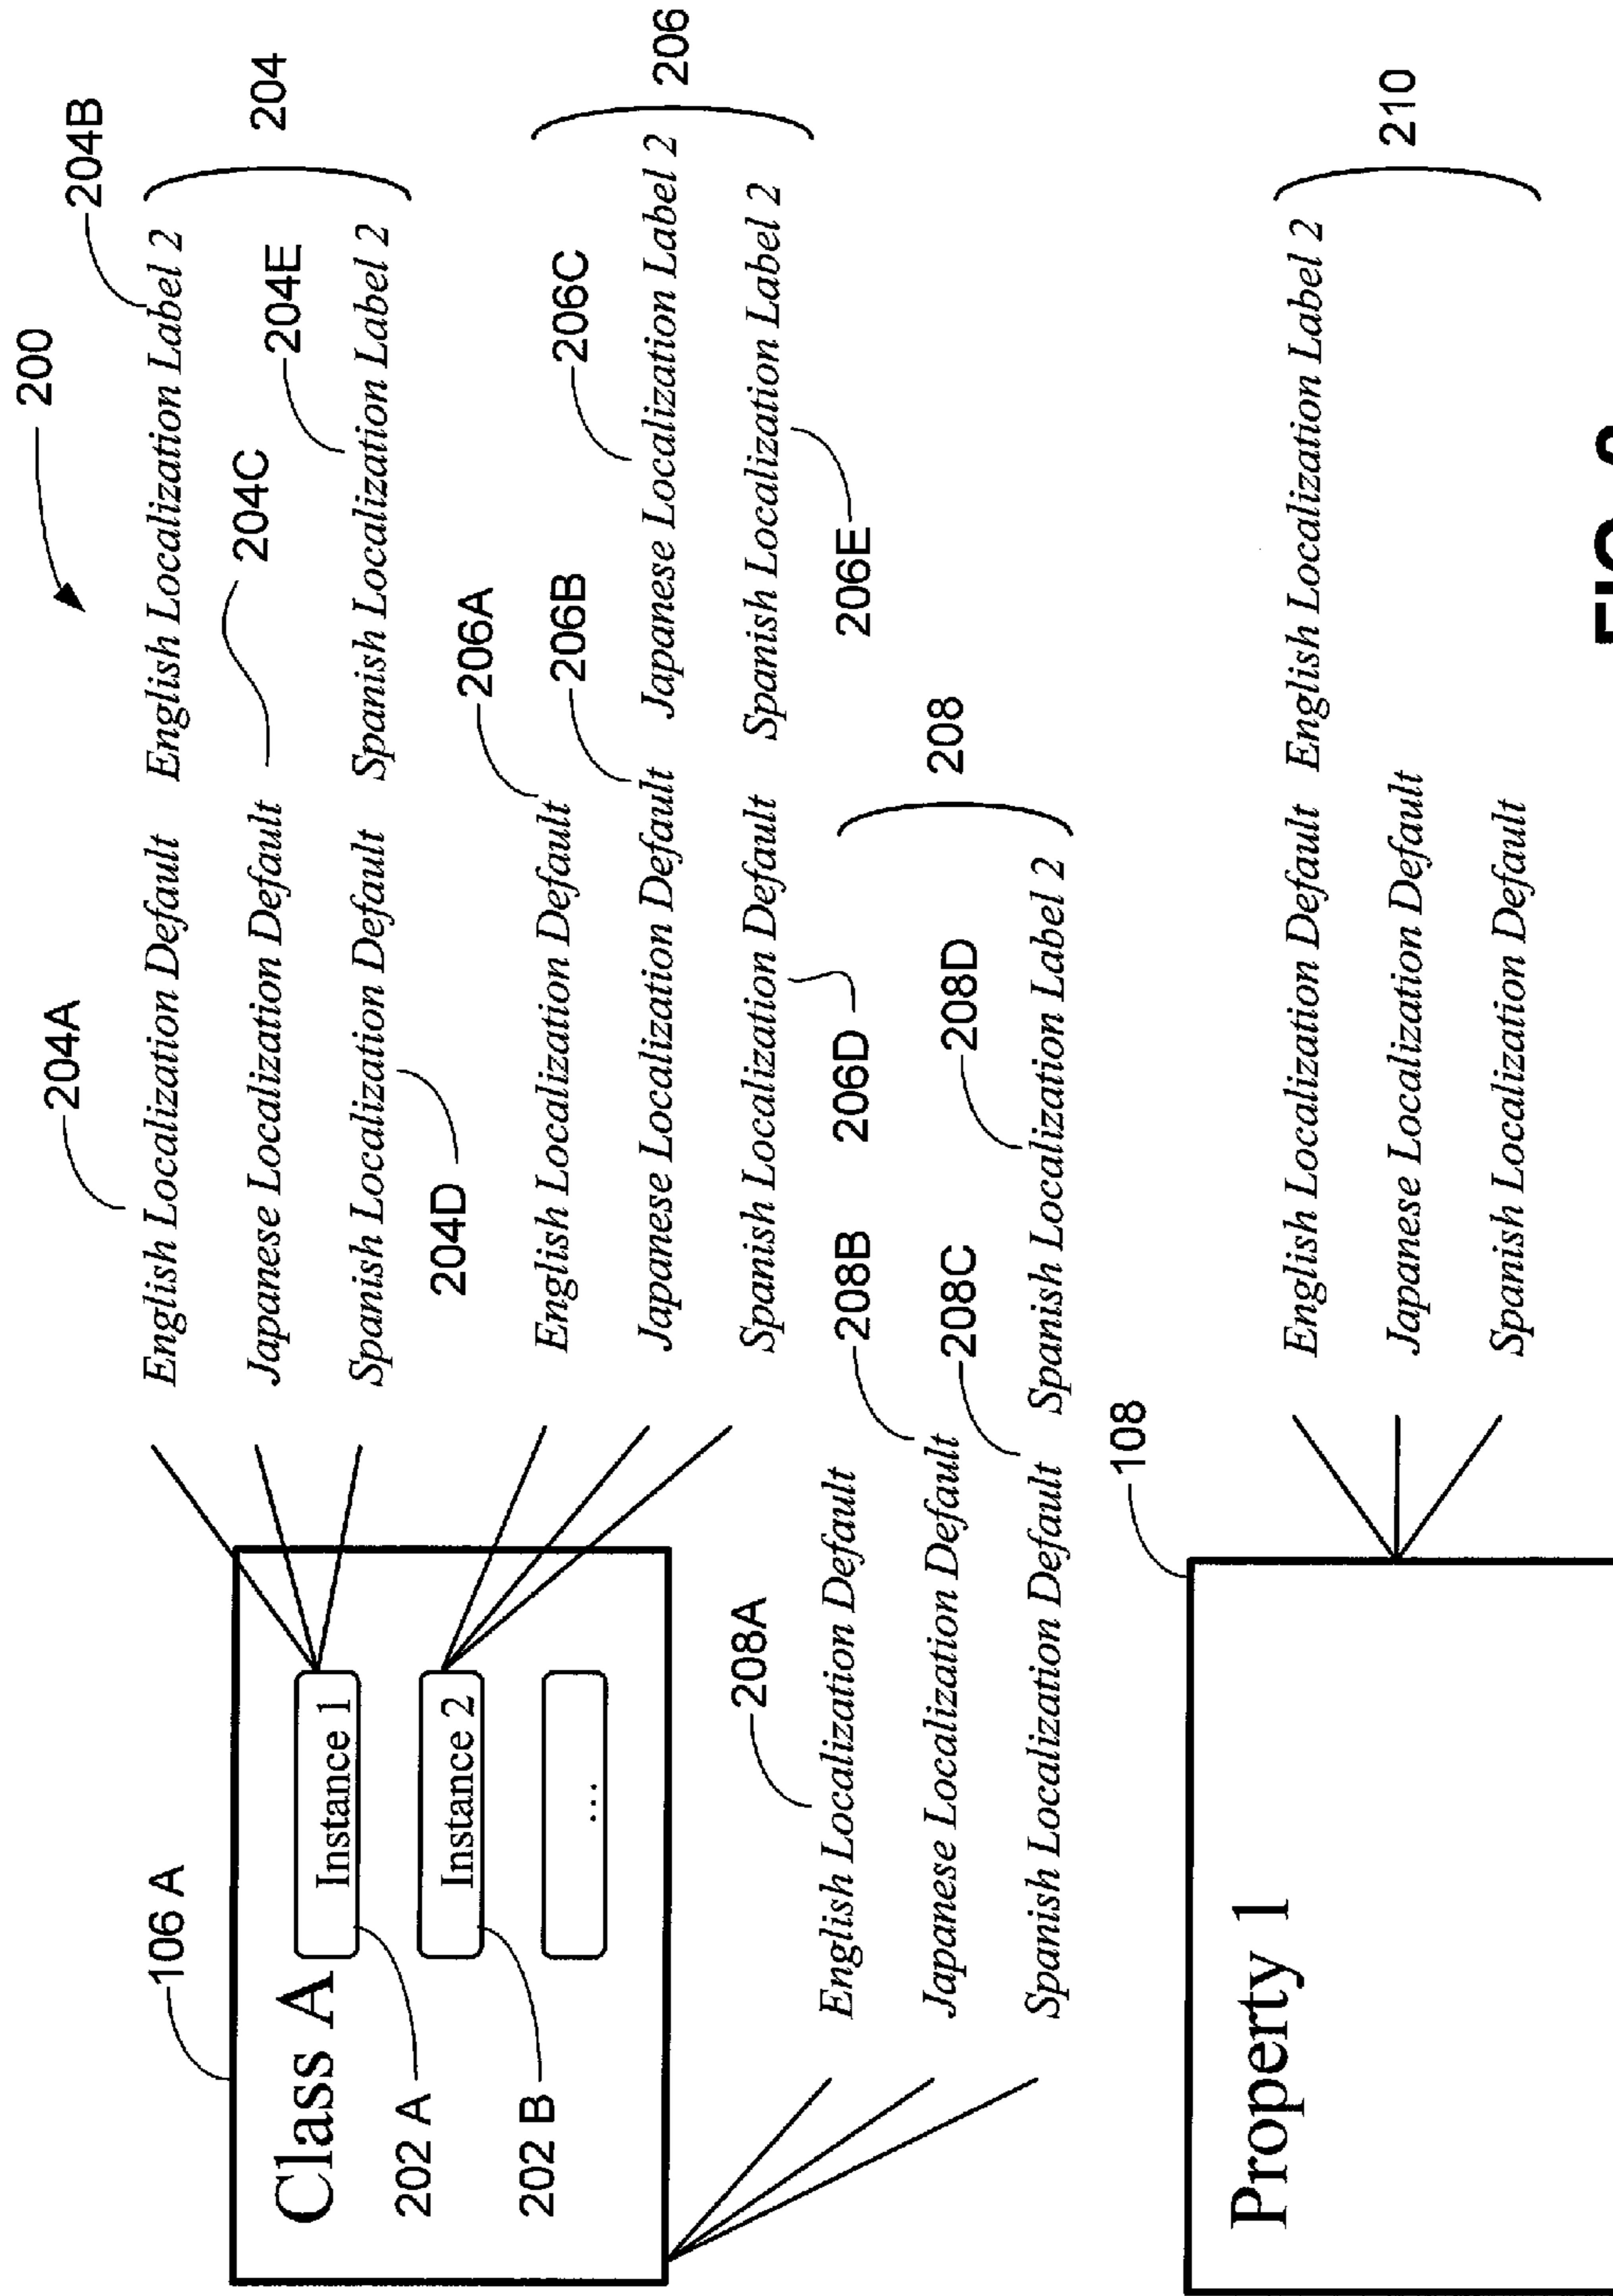 200
204A
204B
English Localization Default English Localization Label 2
204C
204
Japanese Localization Default
204E
Spanish Localization Default Spanish Localization Label 2
204D
106 A
Class A
Instance 1
202 A
Instance 2
202 B
...
206A
English Localization Default
206B
206C
206
Japanese Localization Default Japanese Localization Label 2
Spanish Localization Default Spanish Localization Label 2
206D
206E
208A
English Localization Default
208B
208
Japanese Localization Default
208C
208D
Spanish Localization Default Spanish Localization Label 2
108
Property 1
English Localization Default English Localization Label 2
210
Japanese Localization Default
Spanish Localization Default